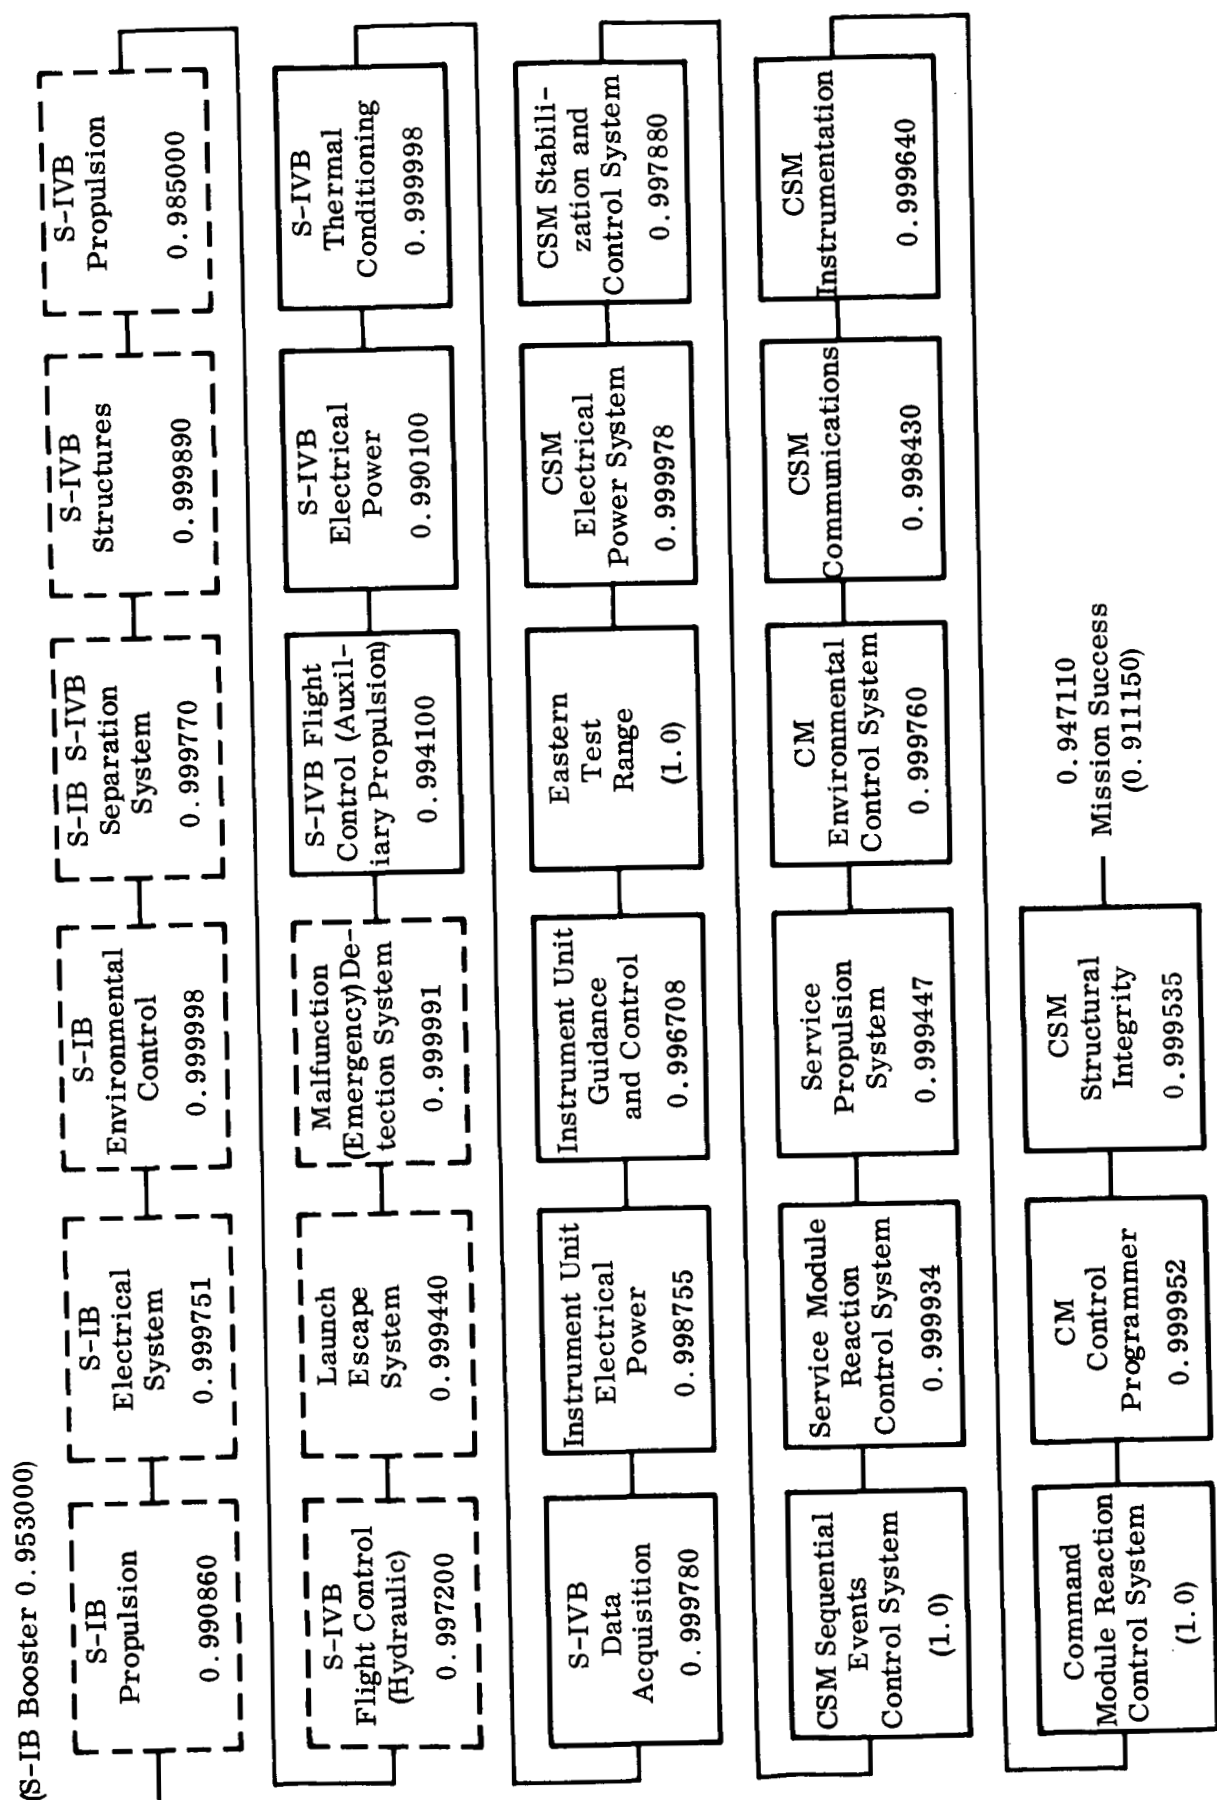 (S-IB Booster 0.953000)
S-IB
Propulsion
0.990860
S-IB
Electrical
System
0.999751
S-IB
Environmental
Control
0.999998
S-IB S-IVB
Separation
System
0.999770
S-IVB
Structures
0.999890
S-IVB
Propulsion
0.985000
S-IVB
Flight Control
(Hydraulic)
0.997200
Launch
Escape
System
0.999440
Malfunction
(Emergency) De-
tection System
0.999991
S-IVB Flight
Control (Auxil-
iary Propulsion)
0.994100
S-IVB
Electrical
Power
0.990100
S-IVB
Thermal
Conditioning
0.999998
S-IVB
Data
Acquisition
0.999780
Instrument Unit
Electrical
Power
0.998755
Instrument Unit
Guidance
and Control
0.996708
Eastern
Test
Range
(1.0)
CSM
Electrical
Power System
0.999978
CSM Stabili-
zation and
Control System
0.997880
CSM Sequential
Events
Control System
(1.0)
Service Module
Reaction
Control System
0.999934
Service
Propulsion
System
0.999447
CM
Environmental
Control System
0.999760
CSM
Communications
0.998430
CSM
Instrumentation
0.999640
Command
Module Reaction
Control System
(1.0)
CM
Control
Programmer
0.999952
CSM
Structural
Integrity
0.999535
0.947110
Mission Success
(0.911150)